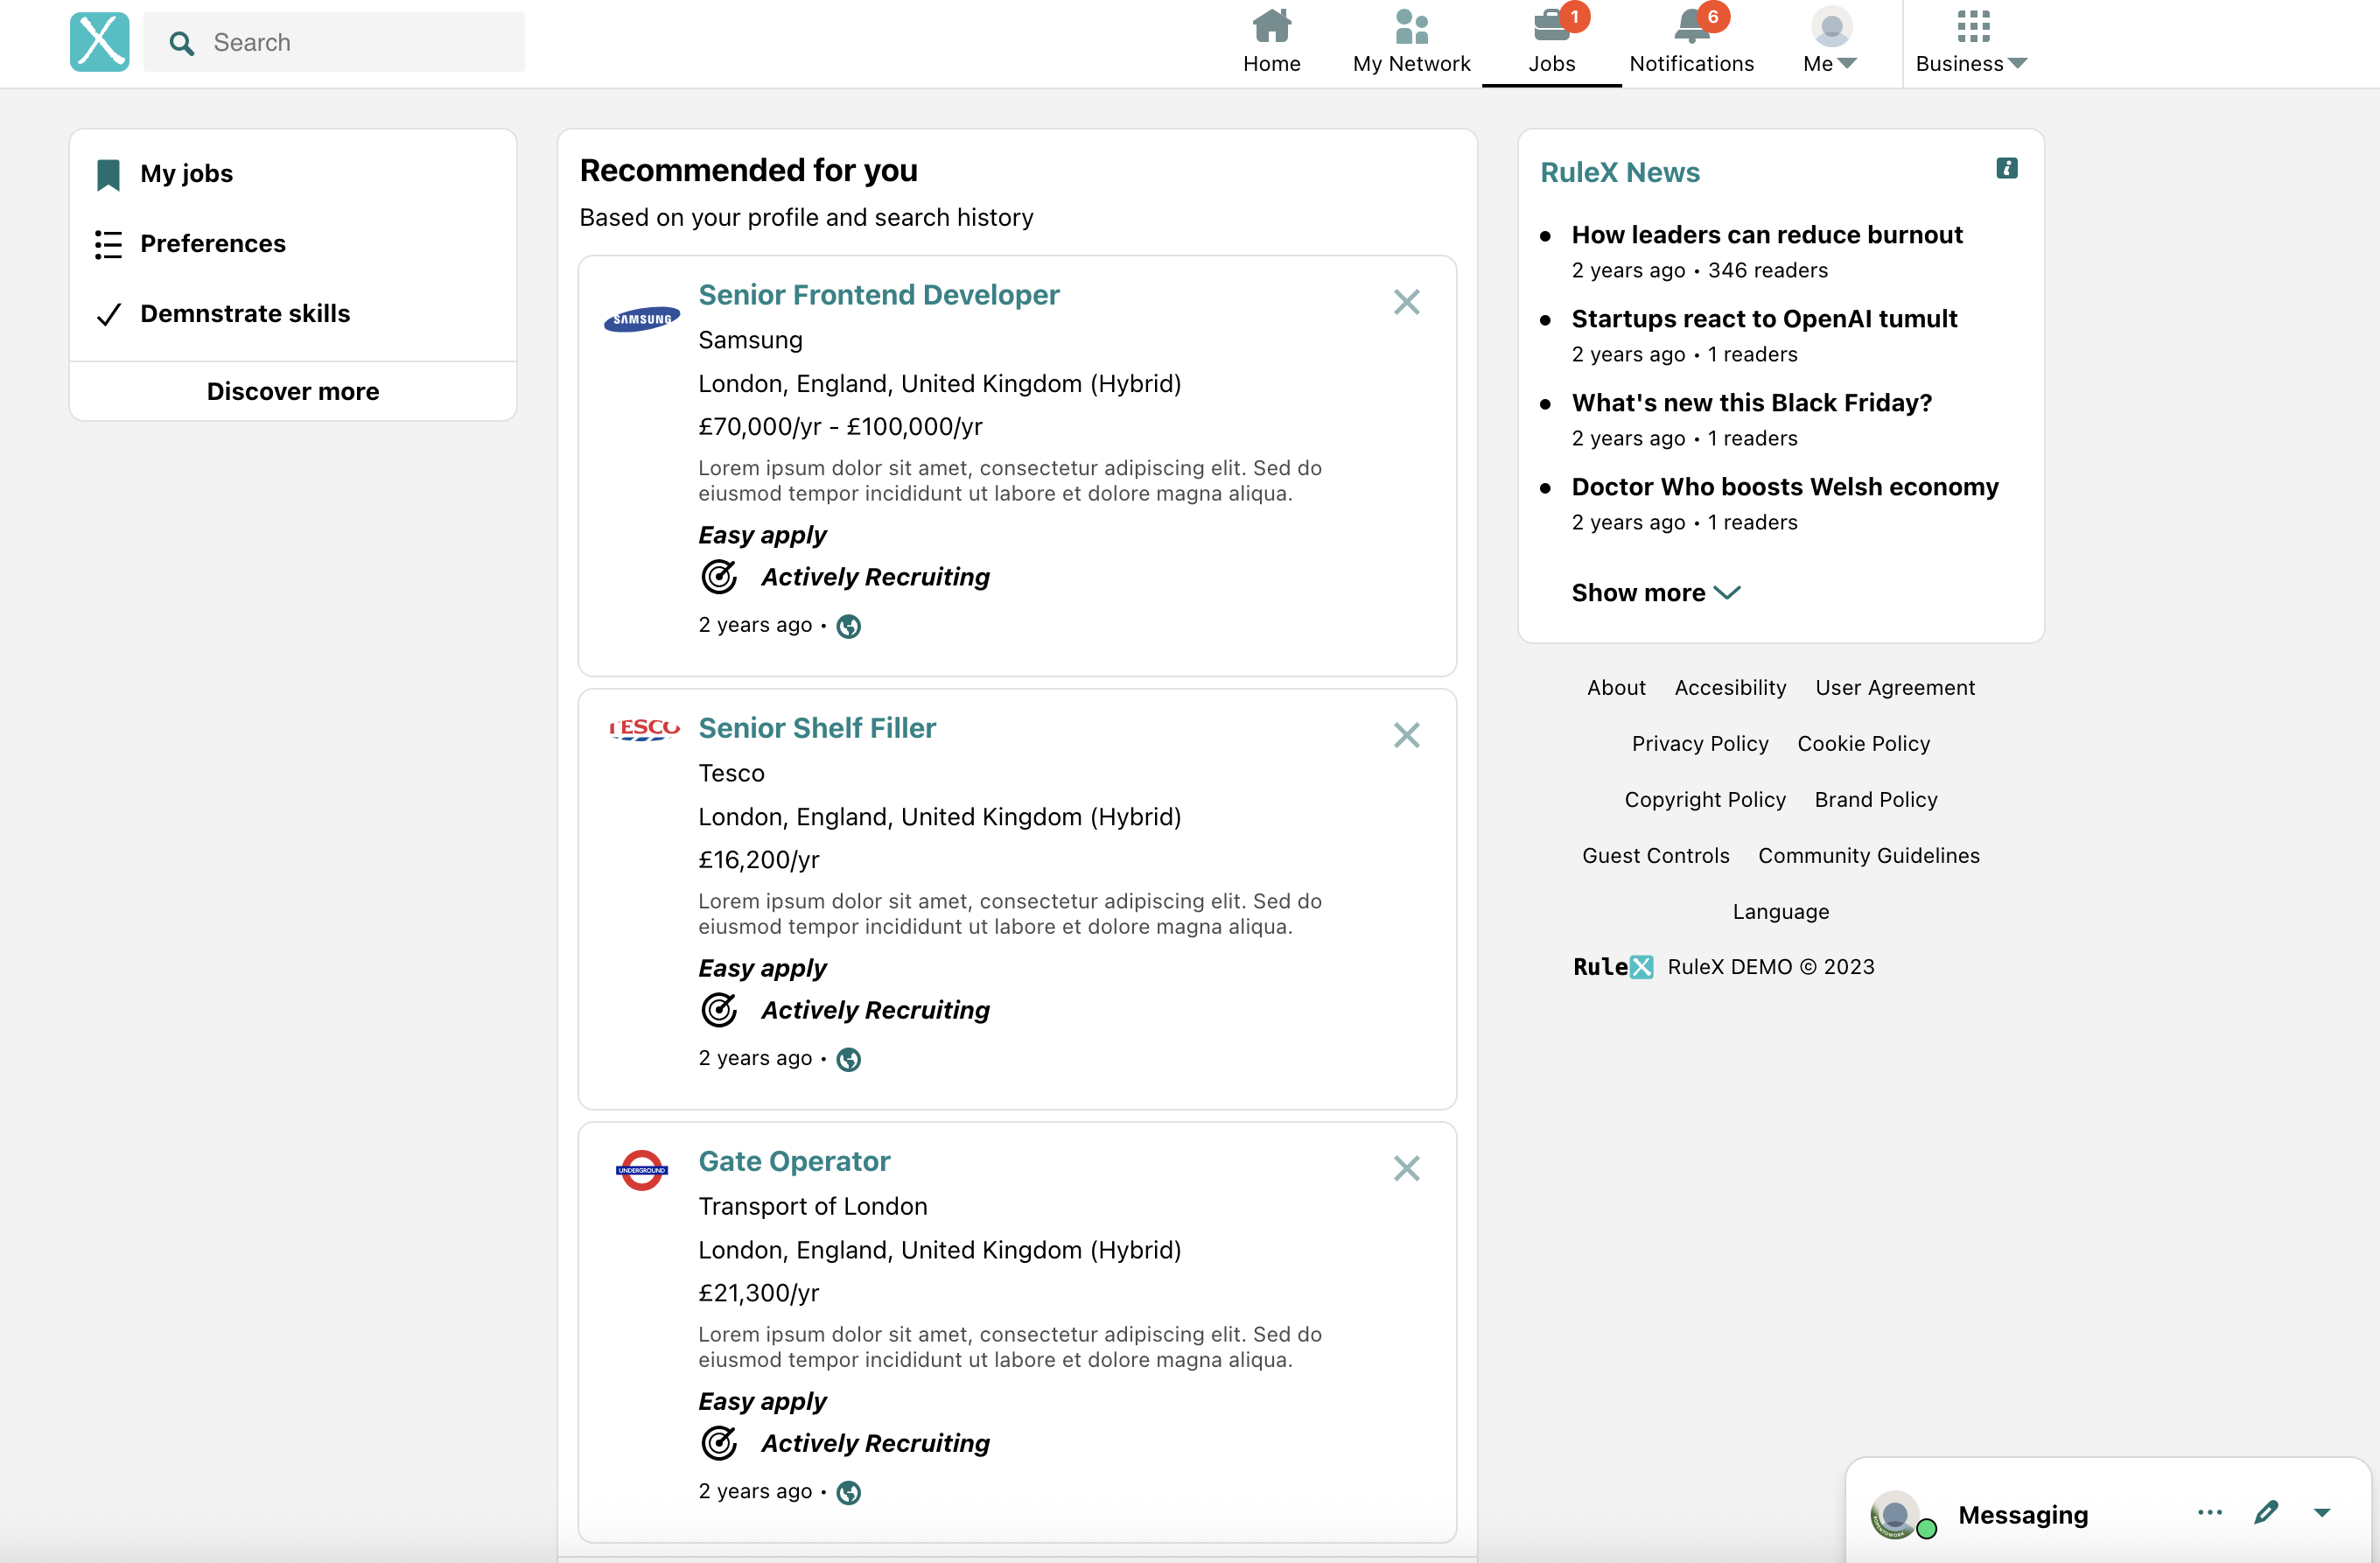 Search
Home
My Network
1
Jobs
6
Notifications
Me
Business
My jobs
Preferences
Demnstrate skills
Discover more
Recommended for you
Based on your profile and search history
SAMSUNG
Senior Frontend Developer
Samsung
London, England, United Kingdom (Hybrid)
£70,000/yr - £100,000/yr
Lorem ipsum dolor sit amet, consectetur adipiscing elit. Sed do
eiusmod tempor incididunt ut labore et dolore magna aliqua.
Easy apply
Actively Recruiting
2 years ago •
TESCO
Senior Shelf Filler
Tesco
London, England, United Kingdom (Hybrid)
£16,200/yr
Lorem ipsum dolor sit amet, consectetur adipiscing elit. Sed do
eiusmod tempor incididunt ut labore et dolore magna aliqua.
Easy apply
Actively Recruiting
2 years ago •
UNDERGROUND
Gate Operator
Transport of London
London, England, United Kingdom (Hybrid)
£21,300/yr
Lorem ipsum dolor sit amet, consectetur adipiscing elit. Sed do
eiusmod tempor incididunt ut labore et dolore magna aliqua.
Easy apply
Actively Recruiting
2 years ago •
RuleX News
• How leaders can reduce burnout
2 years ago • 346 readers
• Startups react to OpenAI tumult
2 years ago • 1 readers
• What's new this Black Friday?
2 years ago • 1 readers
• Doctor Who boosts Welsh economy
2 years ago • 1 readers
Show more
About Accesibility User Agreement
Privacy Policy Cookie Policy
Copyright Policy Brand Policy
Guest Controls Community Guidelines
Language
RuleX RuleX DEMO © 2023
Messaging